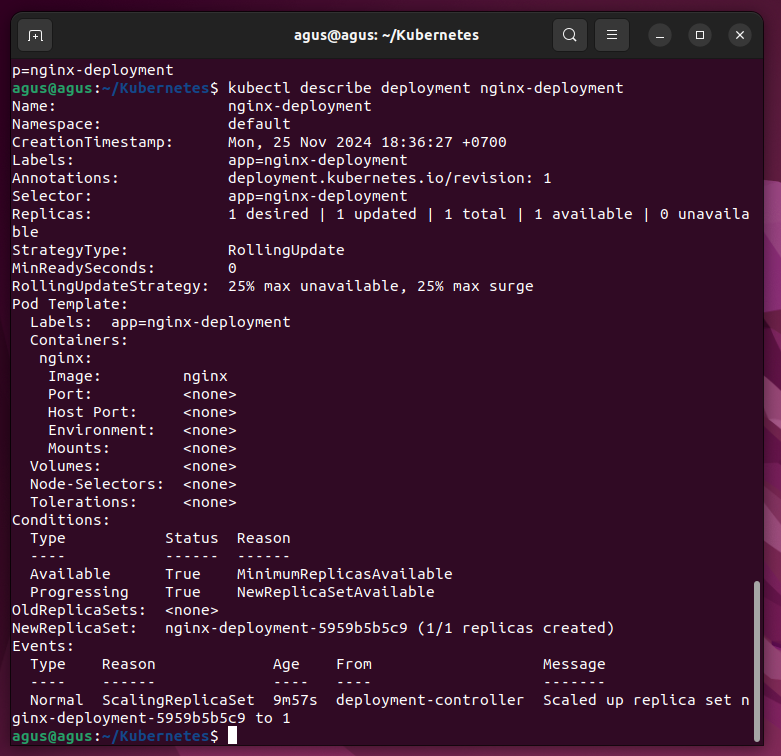 agus@agus: ~/Kubernetes
p=nginx-deployment
agus@agus:~/Kubernetes$ kubectl describe deployment nginx-deployment
Name:                   nginx-deployment
Namespace:              default
CreationTimestamp:      Mon, 25 Nov 2024 18:36:27 +0700
Labels:                 app=nginx-deployment
Annotations:            deployment.kubernetes.io/revision: 1
Selector:               app=nginx-deployment
Replicas:               1 desired | 1 updated | 1 total | 1 available | 0 unavaila
ble
StrategyType:           RollingUpdate
MinReadySeconds:        0
RollingUpdateStrategy:  25% max unavailable, 25% max surge
Pod Template:
  Labels:  app=nginx-deployment
  Containers:
   nginx:
    Image:         nginx
    Port:          <none>
    Host Port:     <none>
    Environment:   <none>
    Mounts:        <none>
  Volumes:         <none>
  Node-Selectors:  <none>
  Tolerations:     <none>
Conditions:
  Type           Status  Reason
  ----           ------  ------
  Available      True    MinimumReplicasAvailable
  Progressing    True    NewReplicaSetAvailable
OldReplicaSets:  <none>
NewReplicaSet:   nginx-deployment-5959b5b5c9 (1/1 replicas created)
Events:
  Type    Reason             Age    From                   Message
  ----    ------             ----   ----                   -------
  Normal  ScalingReplicaSet  9m57s  deployment-controller  Scaled up replica set n
ginx-deployment-5959b5b5c9 to 1
agus@agus:~/Kubernetes$